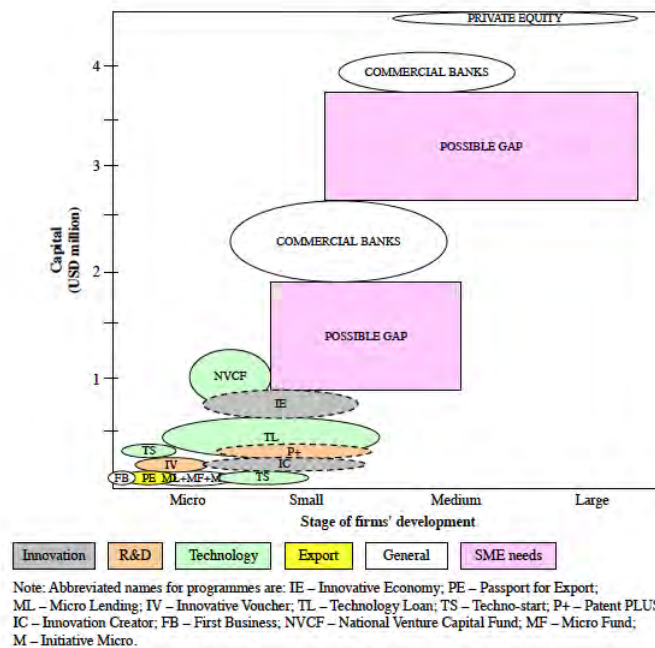 PRIVATE EQUITY
4
COMMERCIAL BANKS
POSSIBLE GAP
3
Capital
(USD million)
COMMERCIAL BANKS
2
POSSIBLE GAP
NVCF
1
IE
TL
TS
P+
IV
IC
FB
PE
ML+MF+M
TS
Micro
Small
Medium
Large
Stage of firms' development
Innovation
R&D
Technology
Export
General
SME needs
Note: Abbreviated names for programmes are: IE – Innovative Economy; PE – Passport for Export;
ML – Micro Lending; IV – Innovative Voucher; TL – Technology Loan; TS – Techno-start; P+ – Patent PLUS
IC – Innovation Creator; FB – First Business; NVCF – National Venture Capital Fund; MF – Micro Fund;
M – Initiative Micro.